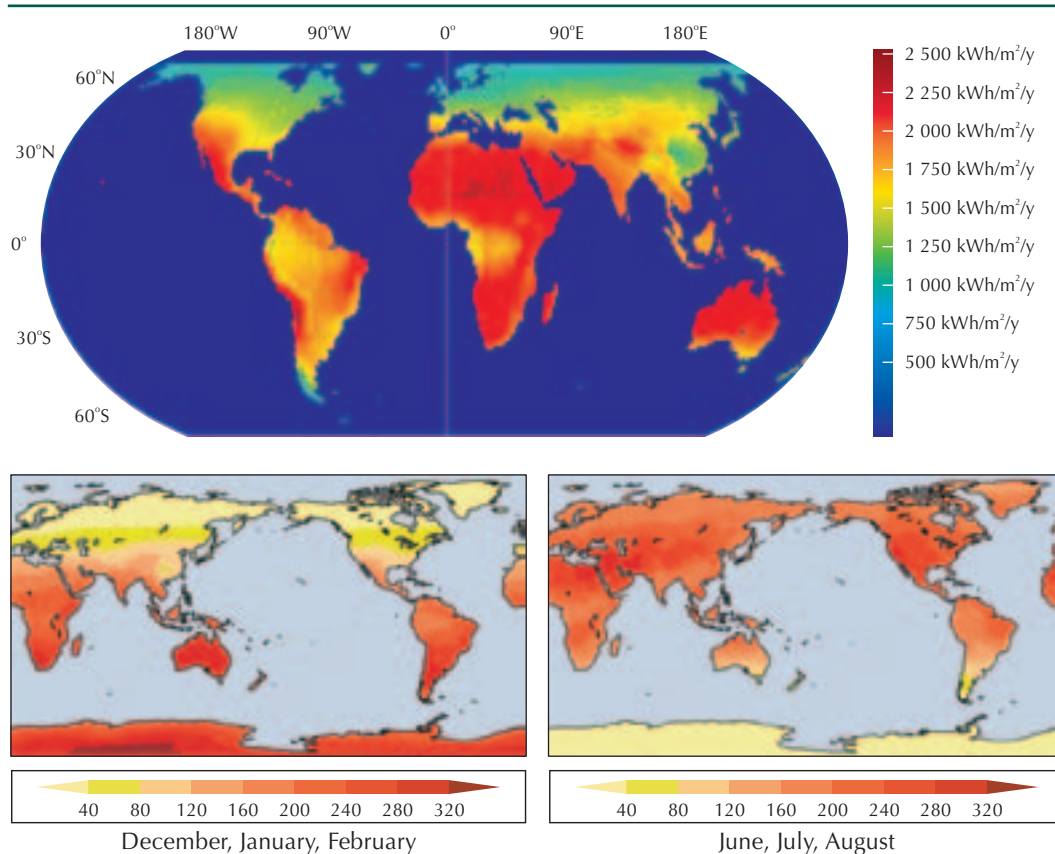 180°W 90°W 0° 90°E 180°E
60°N
30°N
0°
30°S
60°S
2 500 kWh/m²/y
2 250 kWh/m²/y
2 000 kWh/m²/y
1 750 kWh/m²/y
1 500 kWh/m²/y
1 250 kWh/m²/y
1 000 kWh/m²/y
750 kWh/m²/y
500 kWh/m²/y
40 80 120 160 200 240 280 320
December, January, February
40 80 120 160 200 240 280 320
June, July, August